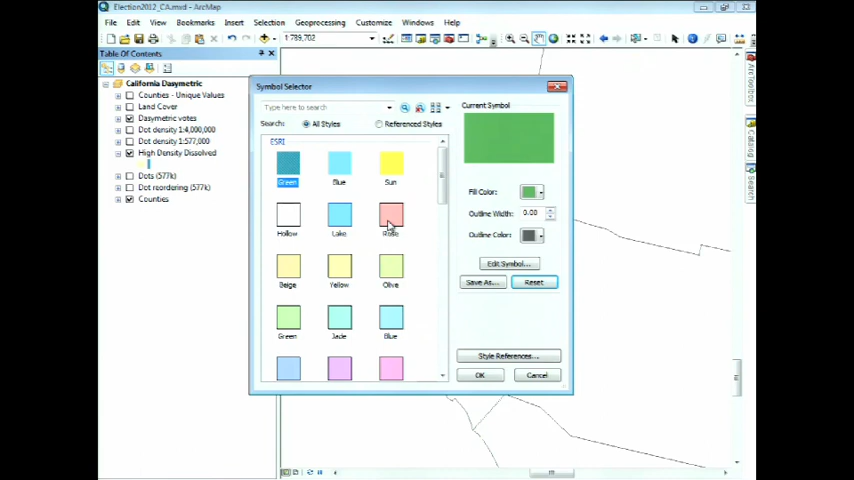 Election2012_CA.mxd - ArcMap
File Edit View Bookmarks Insert Selection Geoprocessing Customize Windows Help
1:789,702
Table Of Contents
California Dasymetric
Counties - Unique Values
Land Cover
Dasymetric votes
Dot density 1:4,000,000
Dot density 1:577,000
High Density Dissolved
Dots (577k)
Dot reordering (577k)
Counties
Symbol Selector
Type here to search
Search: All Styles Referenced Styles
ESRI
Green Blue Sun
Hollow Lake Rose
Beige Yellow Olive
Green Jade Blue
Current Symbol
Fill Color:
Outline Width: 0.00
Outline Color:
Edit Symbol...
Save As... Reset
Style References...
OK Cancel
ArcToolbox
Catalog
Search